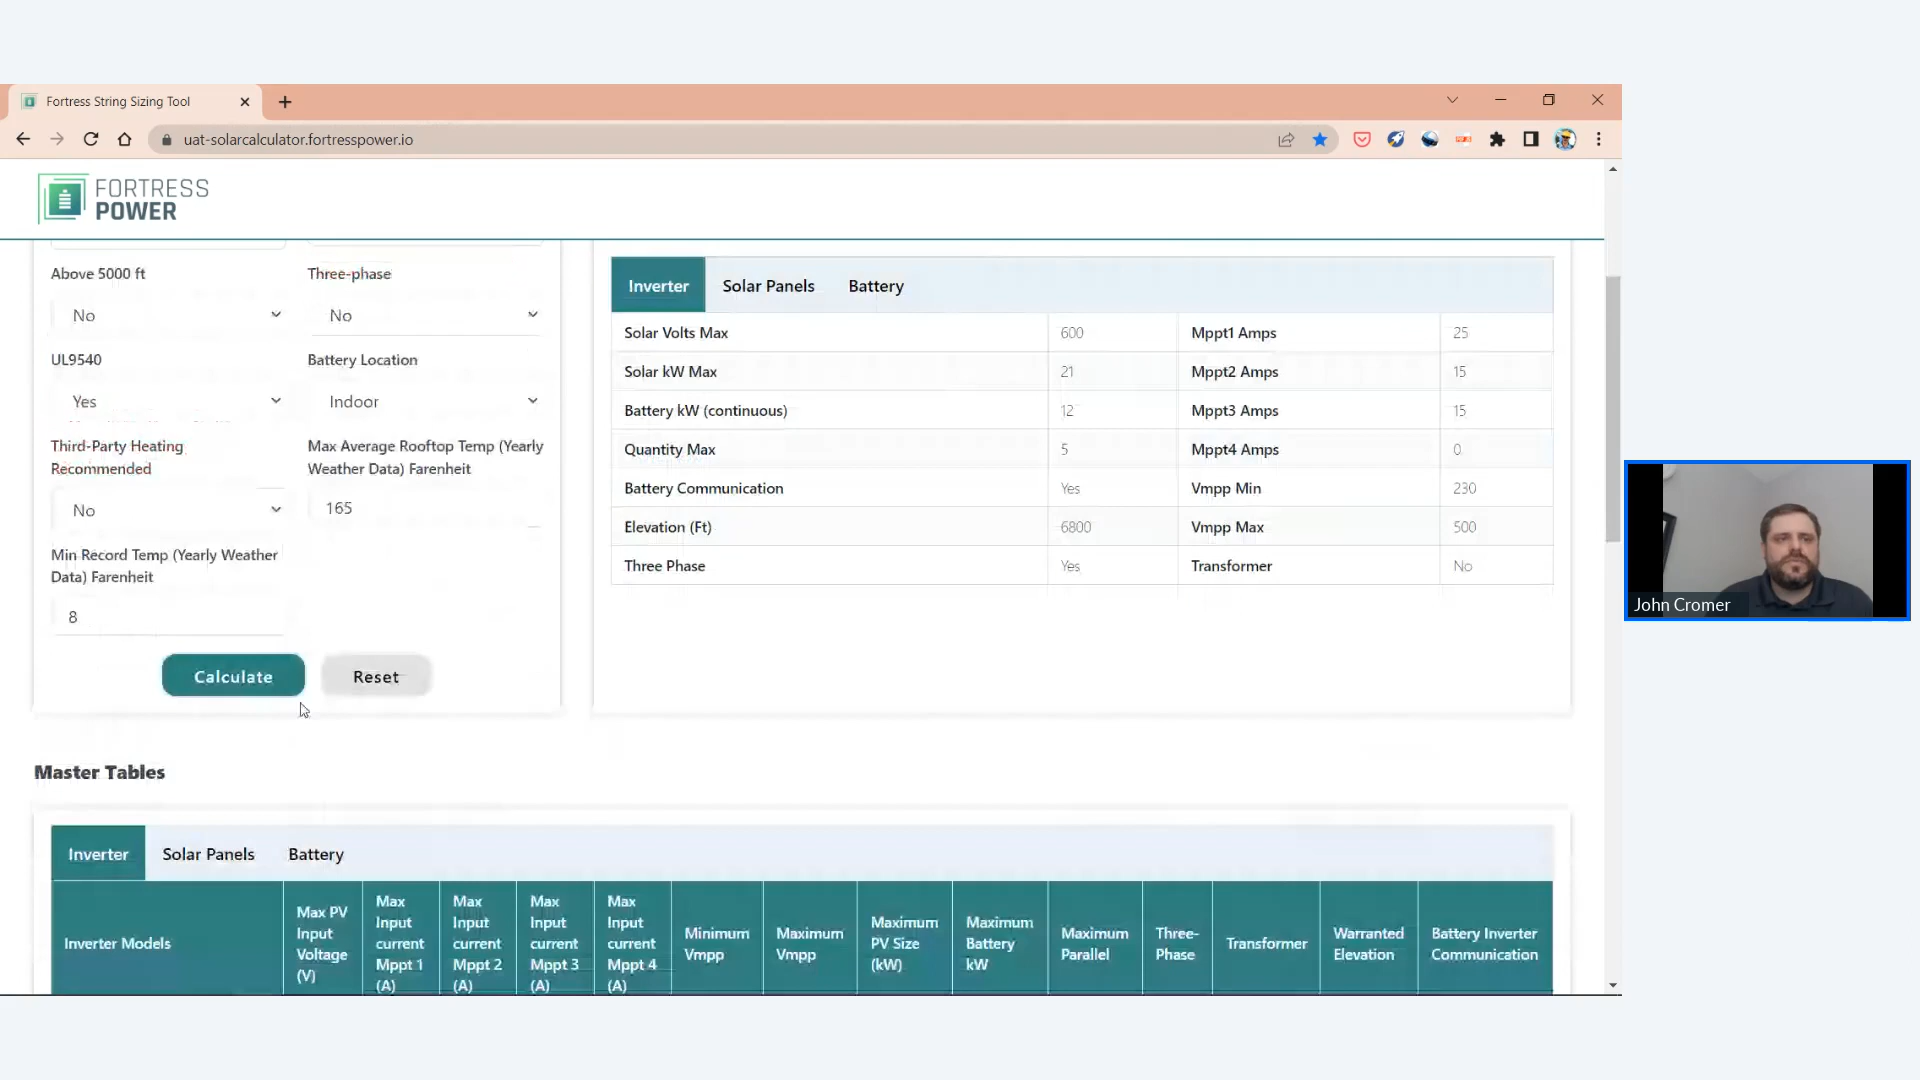 Fortress String Sizing Tool
uat-solarcalculator.fortresspower.io
FORTRESS
POWER
Above 5000 ft
Three-phase
No
No
UL9540
Battery Location
Yes
Indoor
Third-Party Heating
Recommended
Max Average Rooftop Temp (Yearly
Weather Data) Farenheit
No
165
Min Record Temp (Yearly Weather
Data) Farenheit
8
Calculate
Reset
Inverter
Solar Panels
Battery
Solar Volts Max
600
Mppt1 Amps
25
Solar kW Max
21
Mppt2 Amps
15
Battery kW (continuous)
12
Mppt3 Amps
15
Quantity Max
5
Mppt4 Amps
0
Battery Communication
Yes
Vmpp Min
230
Elevation (Ft)
6800
Vmpp Max
500
Three Phase
Yes
Transformer
No
John Cromer
Master Tables
Inverter
Solar Panels
Battery
Inverter Models
Max PV
Input
Voltage
(V)
Max
Input
current
Mppt 1
(A)
Max
Input
current
Mppt 2
(A)
Max
Input
current
Mppt 3
(A)
Max
Input
current
Mppt 4
(A)
Minimum
Vmpp
Maximum
Vmpp
Maximum
PV Size
(kW)
Maximum
Battery
kW
Maximum
Parallel
Three-
Phase
Transformer
Warranted
Elevation
Battery Inverter
Communication